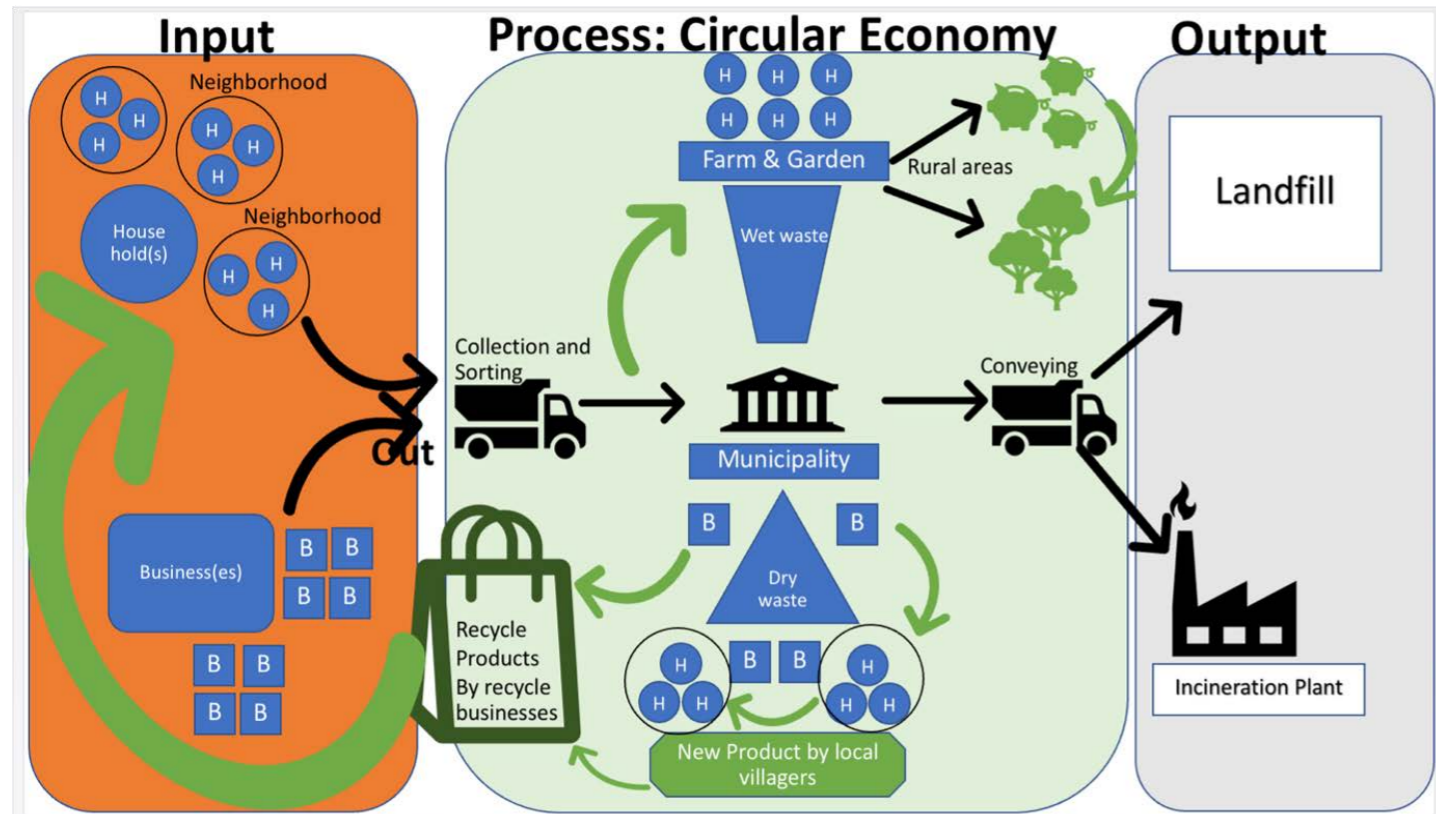 Input
Process: Circular Economy
Output
Neighborhood
H
H
H
H
H
H
House
hold(s)
Neighborhood
H
H
H
Out
Business(es)
B
B
B
B
B
B
B
B
H
H
H
H
H
H
Farm & Garden
Rural areas
Wet waste
Collection and
Sorting
Municipality
Conveying
B
B
Dry
waste
Recycle
Products
By recycle
businesses
H
H
H
B
B
H
H
H
New Product by local
villagers
Landfill
Incineration Plant